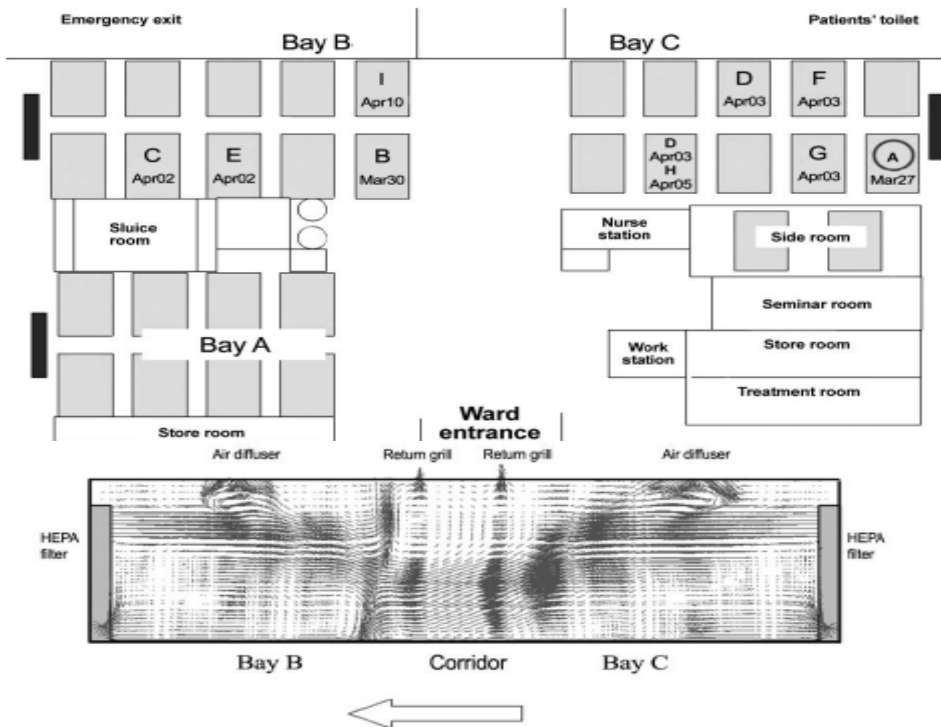 Emergency exit
Patients' toilet
Bay B
Bay C
I
Apr10
D
Apr03
F
Apr03
C
Apr02
E
Apr02
B
Mar30
D
Apr03
H
Apr05
G
Apr03
A
Mar27
Sluice
room
Nurse
station
Side room
Seminar room
Bay A
Work
station
Store room
Treatment room
Store room
Ward
entrance
Air diffuser
Return grill
Return grill
Air diffuser
HEPA
filter
HEPA
filter
Bay B
Corridor
Bay C